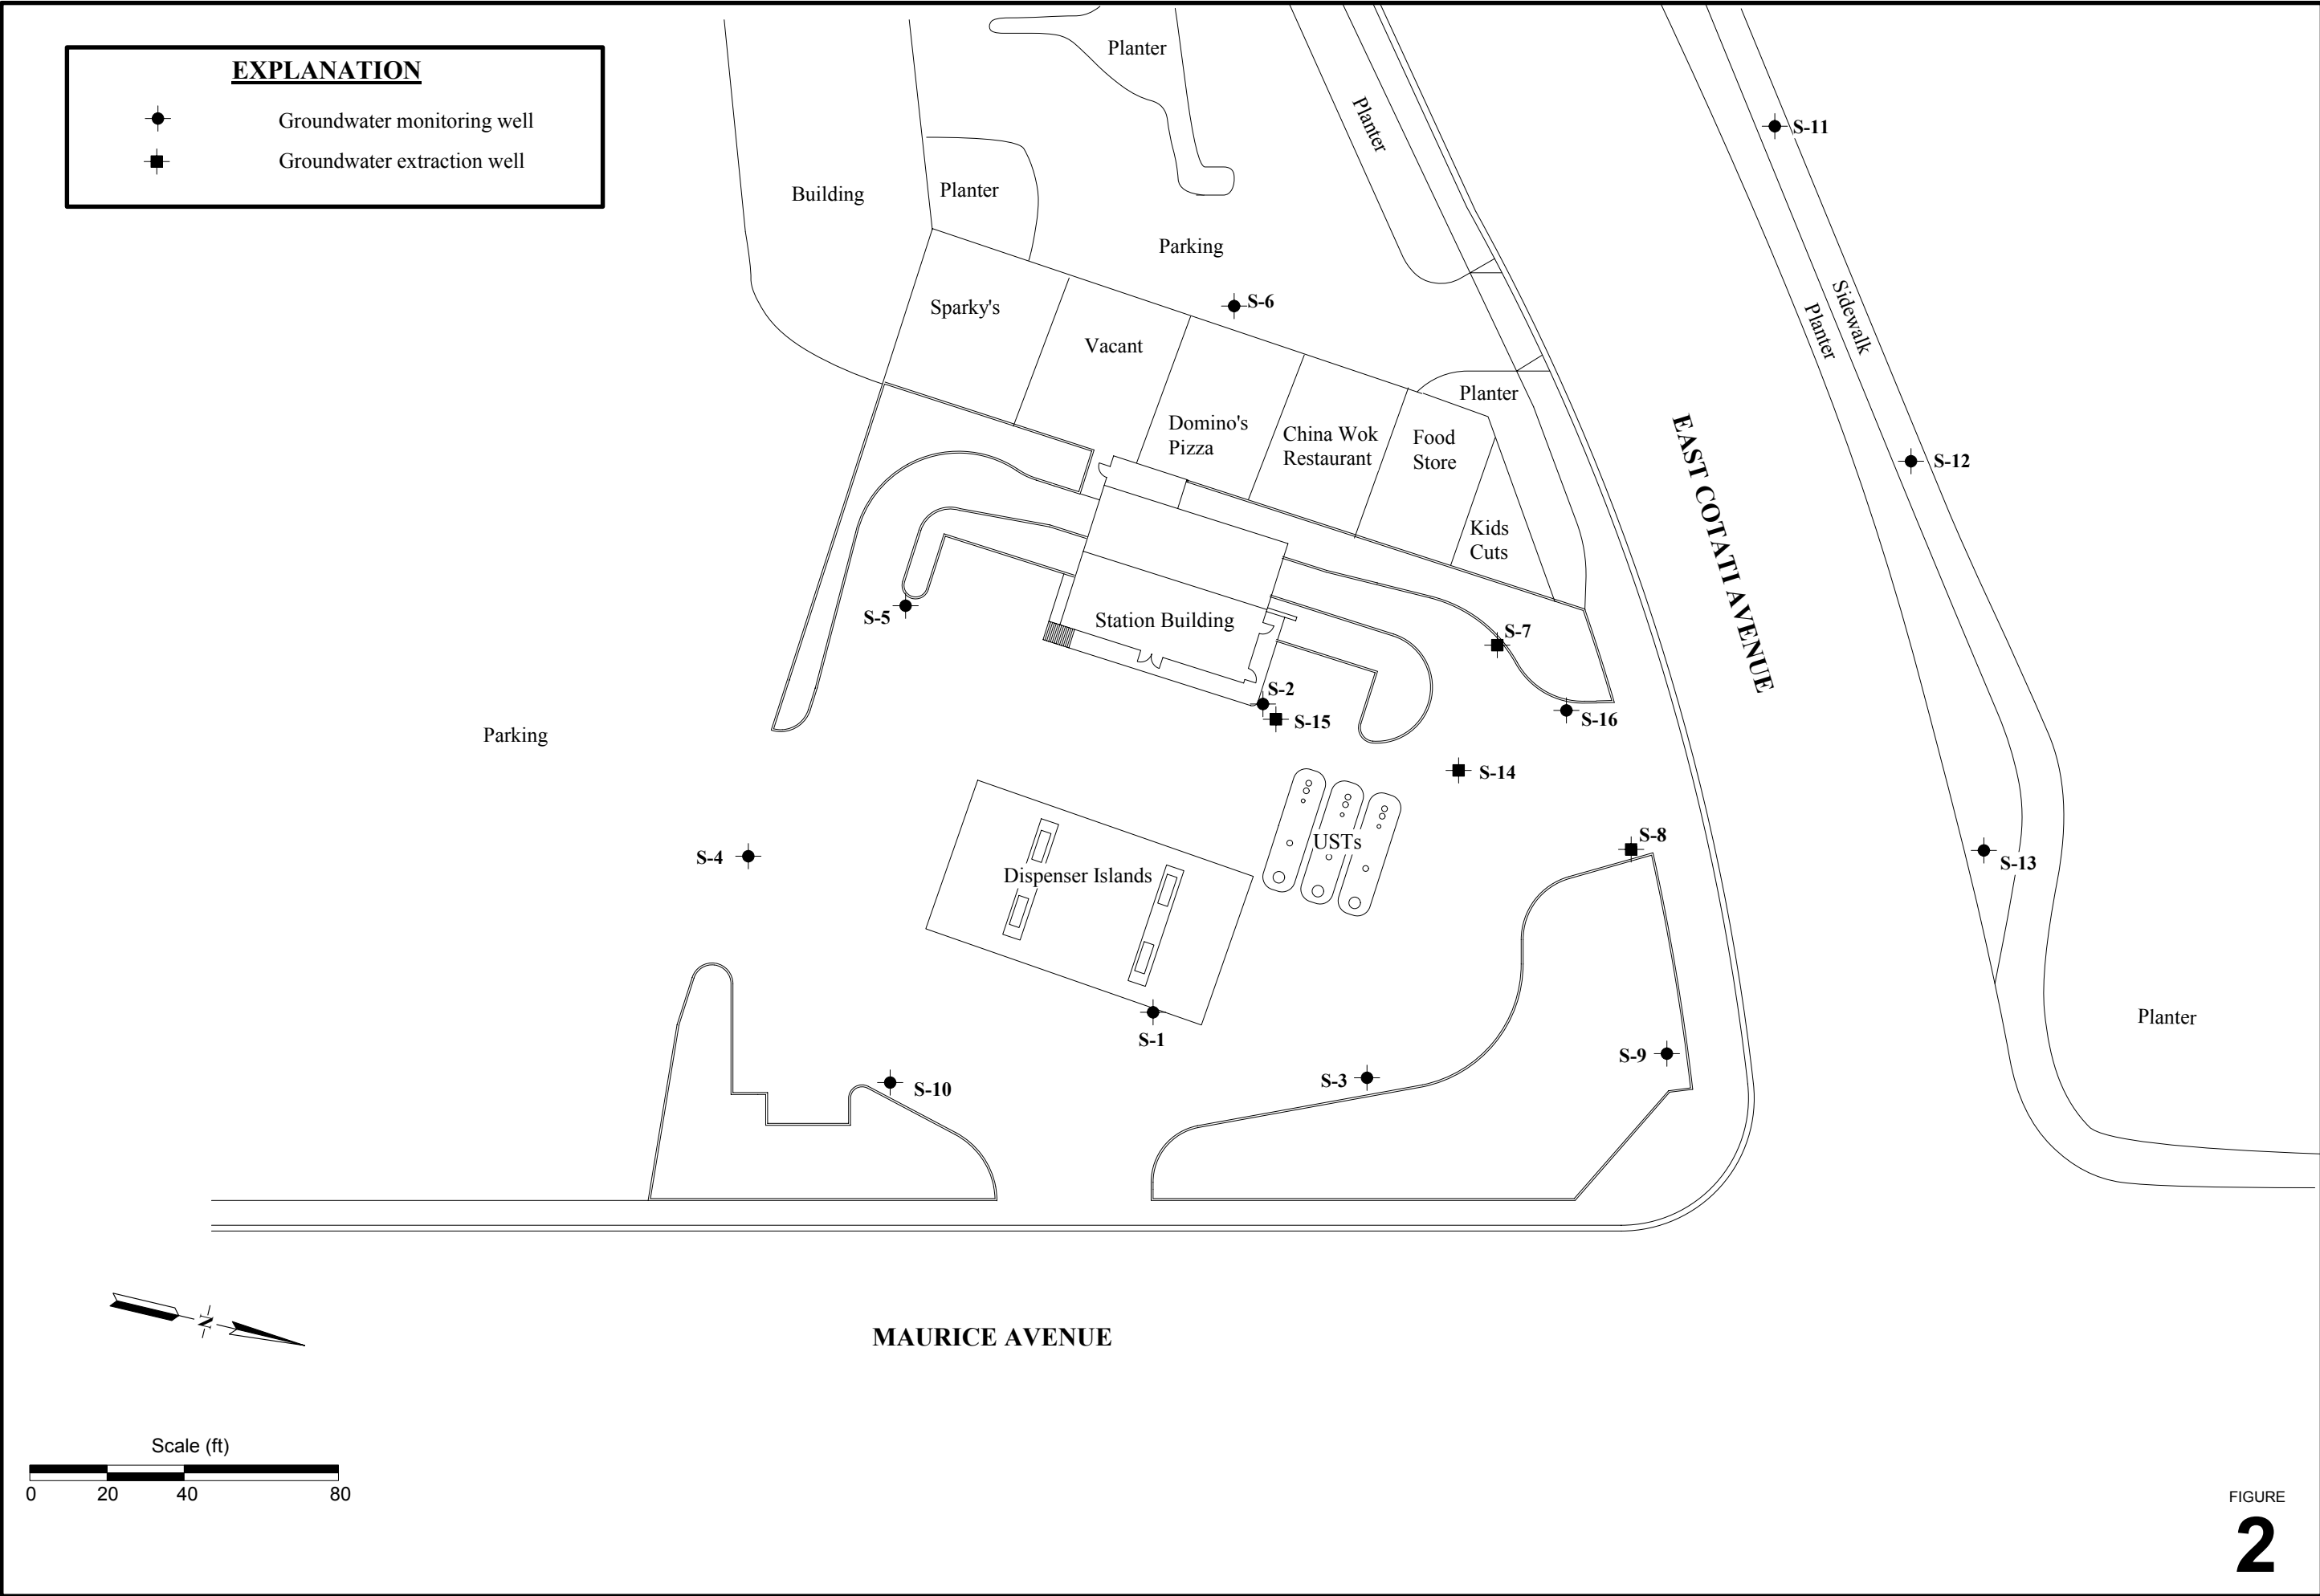 EXPLANATION
Groundwater monitoring well
Groundwater extraction well
Planter
Planter
S-11
Building
Planter
Parking
Sparky's
S-6
Vacant
Sidewalk
Planter
Planter
Domino's
Pizza
China Wok
Restaurant
Food
Store
S-12
EAST COTATI AVENUE
Kids
Cuts
S-5
Station Building
S-7
S-2
S-15
S-16
Parking
S-14
USTs
S-8
S-4
Dispenser Islands
S-13
Planter
S-1
S-9
S-3
S-10
N
MAURICE AVENUE
Scale (ft)
0 20 40 80
FIGURE
2